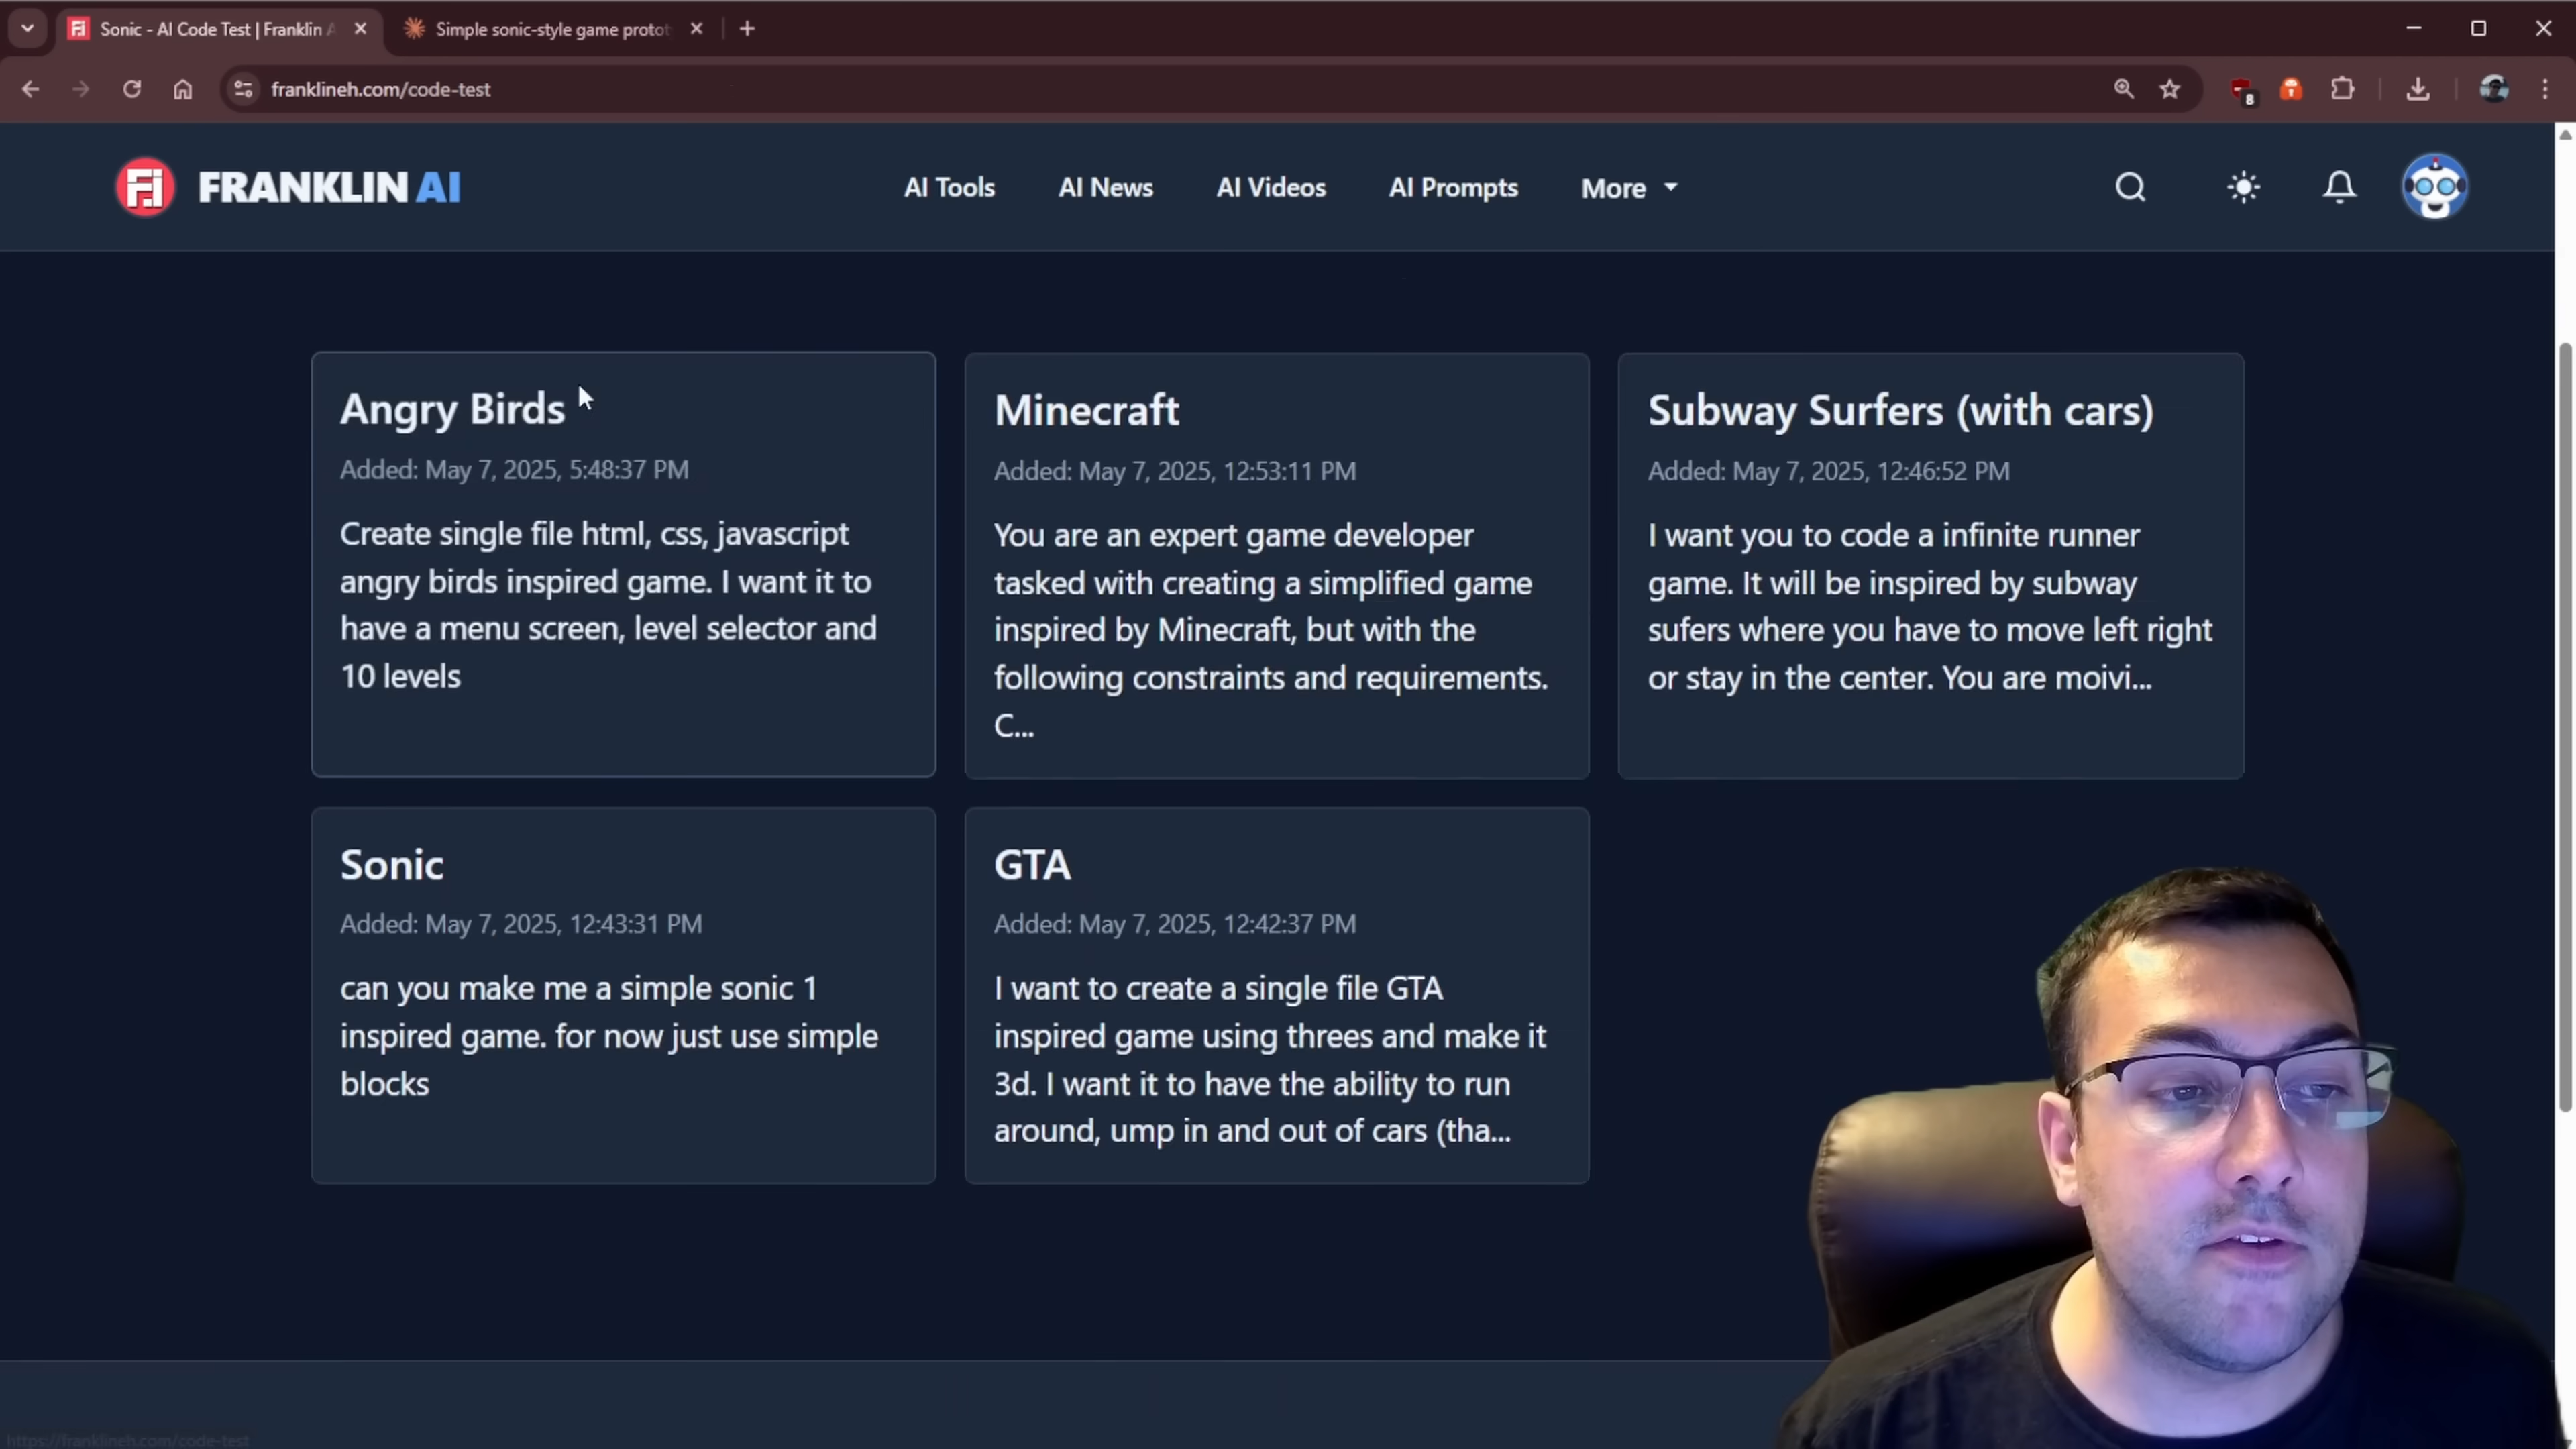 Sonic - AI Code Test | Franklin A
Simple sonic-style game protot
franklineh.com/code-test
8
FRANKLIN AI
AI Tools
AI News
AI Videos
AI Prompts
More
Angry Birds
Added: May 7, 2025, 5:48:37 PM
Create single file html, css, javascript
angry birds inspired game. I want it to
have a menu screen, level selector and
10 levels
Minecraft
Added: May 7, 2025, 12:53:11 PM
You are an expert game developer
tasked with creating a simplified game
inspired by Minecraft, but with the
following constraints and requirements.
C...
Subway Surfers (with cars)
Added: May 7, 2025, 12:46:52 PM
I want you to code a infinite runner
game. It will be inspired by subway
sufers where you have to move left right
or stay in the center. You are moivi...
Sonic
Added: May 7, 2025, 12:43:31 PM
can you make me a simple sonic 1
inspired game. for now just use simple
blocks
GTA
Added: May 7, 2025, 12:42:37 PM
I want to create a single file GTA
inspired game using threes and make it
3d. I want it to have the ability to run
around, ump in and out of cars (tha...
https://franklineh.com/code-test